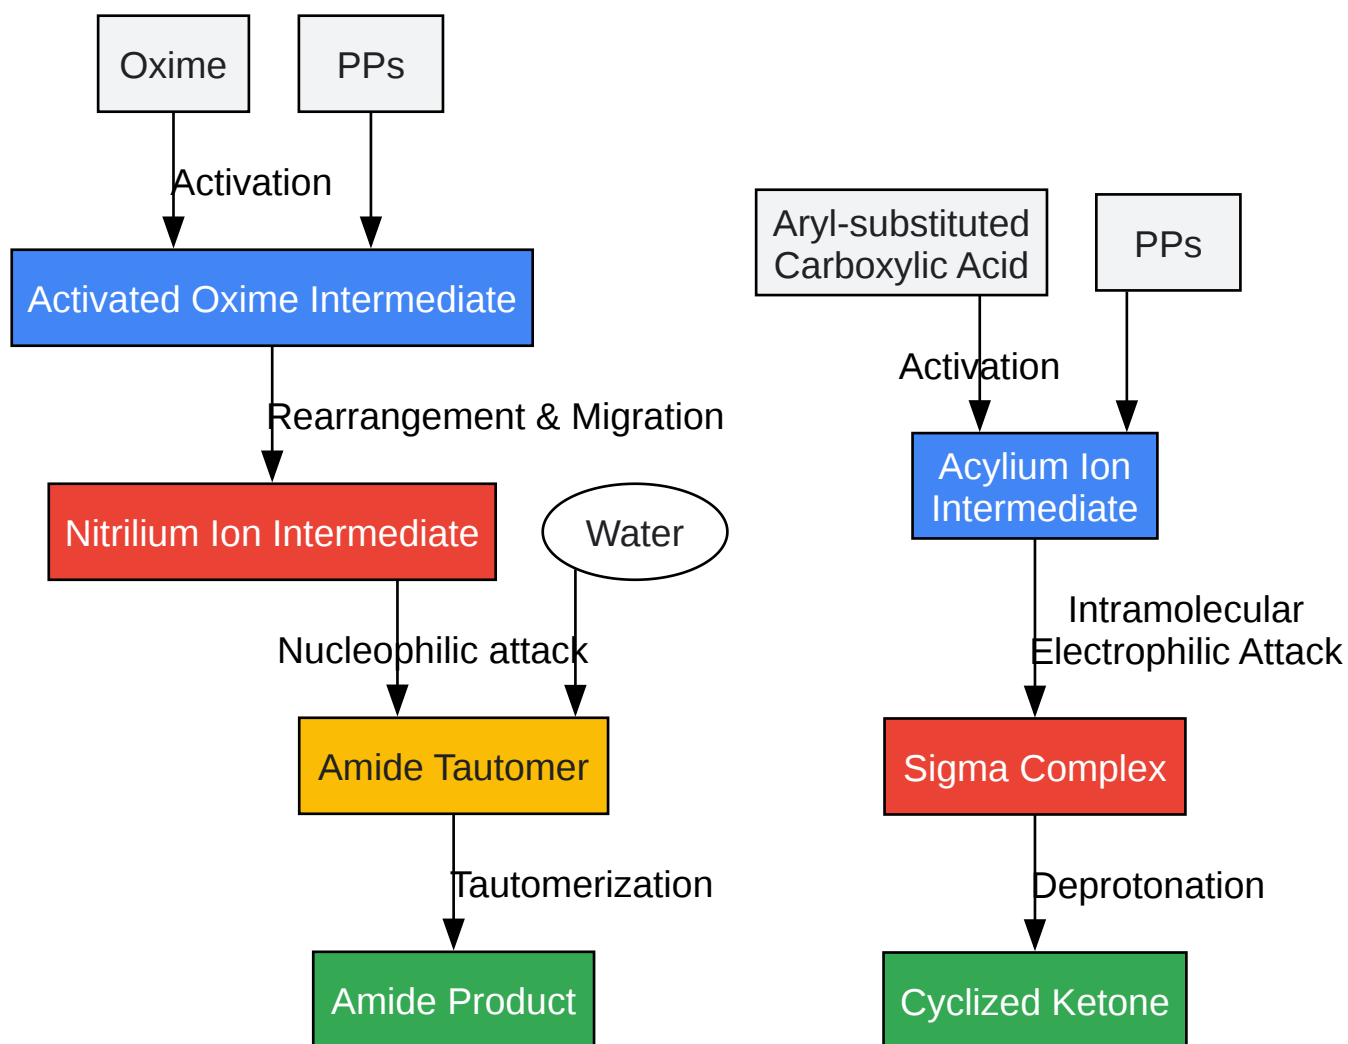 Oxime
PPs
Activation
Activated Oxime Intermediate
Rearrangement & Migration
Nitrilium Ion Intermediate
Water
Nucleophilic attack
Amide Tautomer
Tautomerization
Amide Product
Aryl-substituted
Carboxylic Acid
PPs
Activation
Acylium Ion
Intermediate
Intramolecular
Electrophilic Attack
Sigma Complex
Deprotonation
Cyclized Ketone